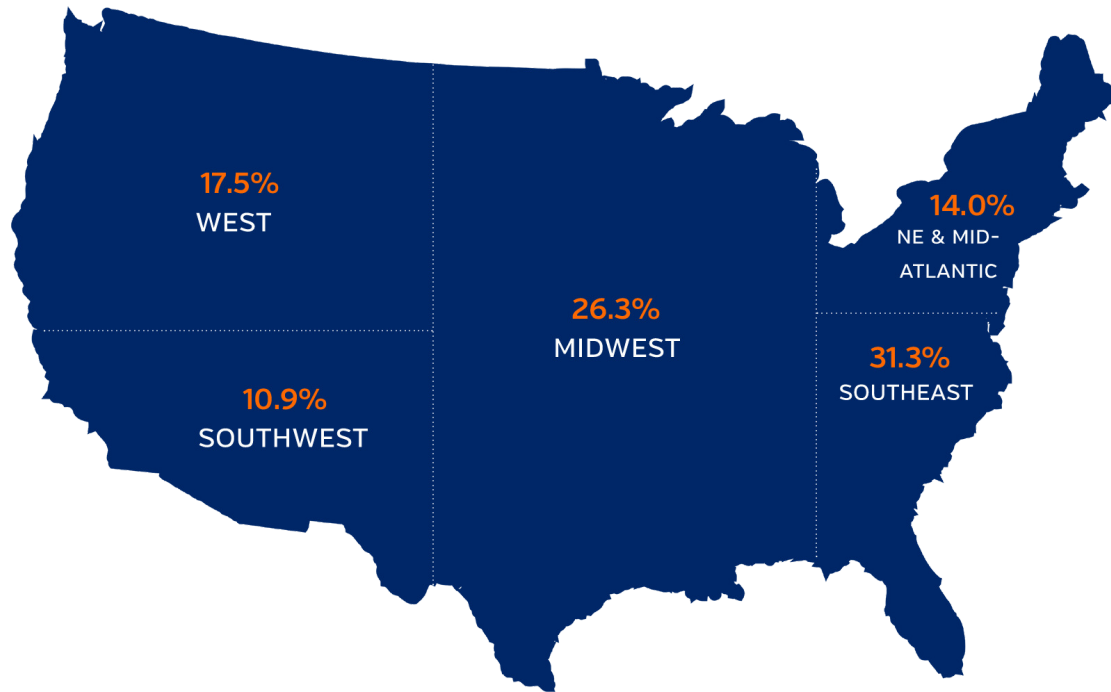 17.5%
WEST
14.0%
NE & MID-
ATLANTIC
26.3%
MIDWEST
31.3%
SOUTHEAST
10.9%
SOUTHWEST